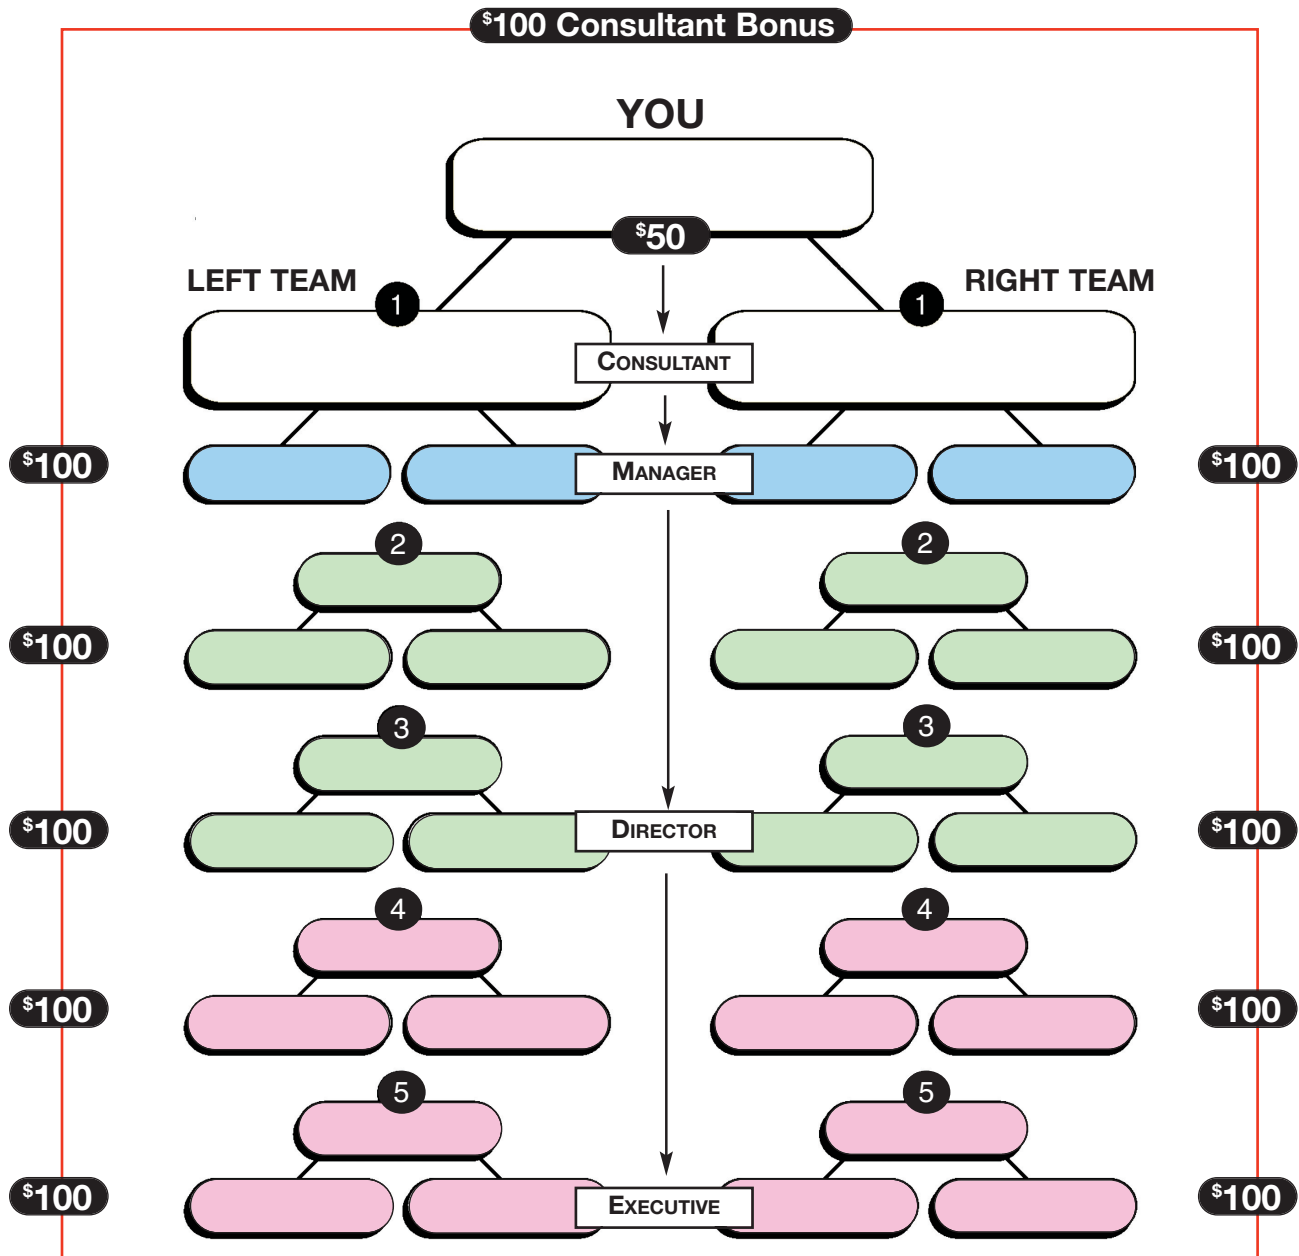 $100 Consultant Bonus
YOU
$50
LEFT TEAM
RIGHT TEAM
1
1
CONSULTANT
$100
MANAGER
$100
2
2
$100
$100
3
3
$100
DIRECTOR
$100
4
4
$100
$100
5
5
$100
EXECUTIVE
$100